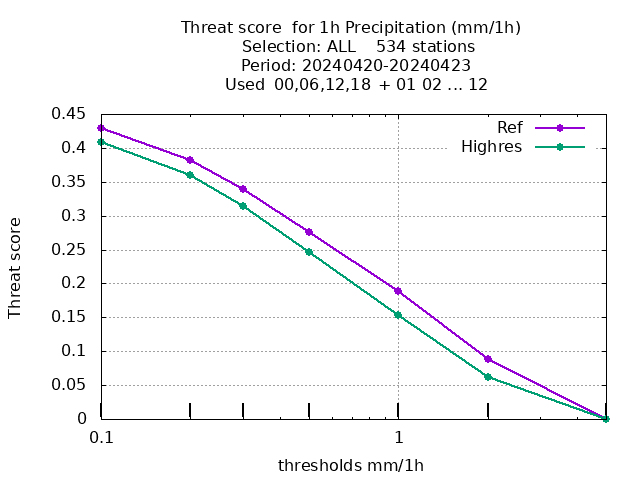 Threat score  for 1h Precipitation (mm/1h)
Selection: ALL    534 stations
Period: 20240420-20240423
Used  00,06,12,18 + 01 02 ... 12
Ref
Highres
0.45
0.4
0.35
0.3
0.25
0.2
0.15
0.1
0.05
0
Threat score
0.1
1
thresholds mm/1h